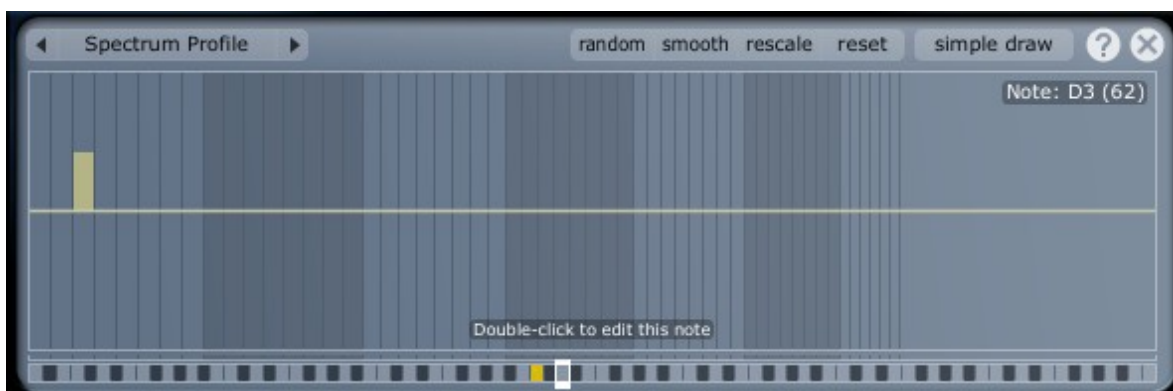 Spectrum Profile
random smooth rescale reset
simple draw
?
Note: D3 (62)
Double-click to edit this note